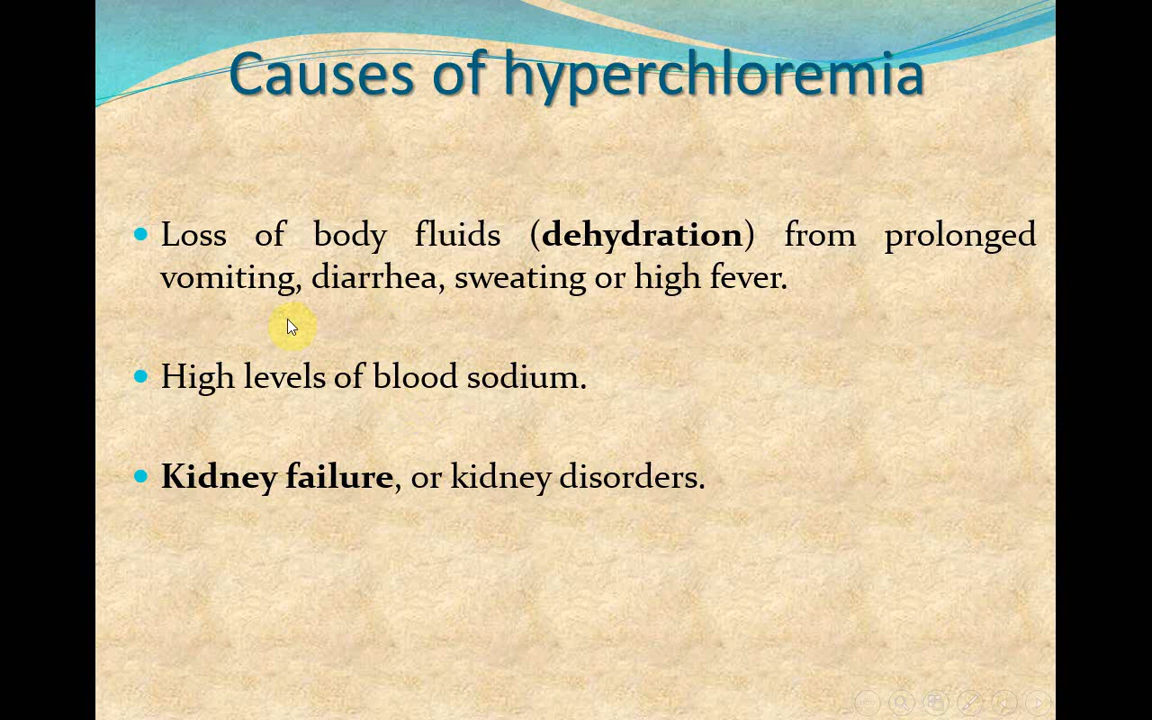 Causes of hyperchloremia
• Loss of body fluids (dehydration) from prolonged
vomiting, diarrhea, sweating or high fever.
• High levels of blood sodium.
• Kidney failure, or kidney disorders.